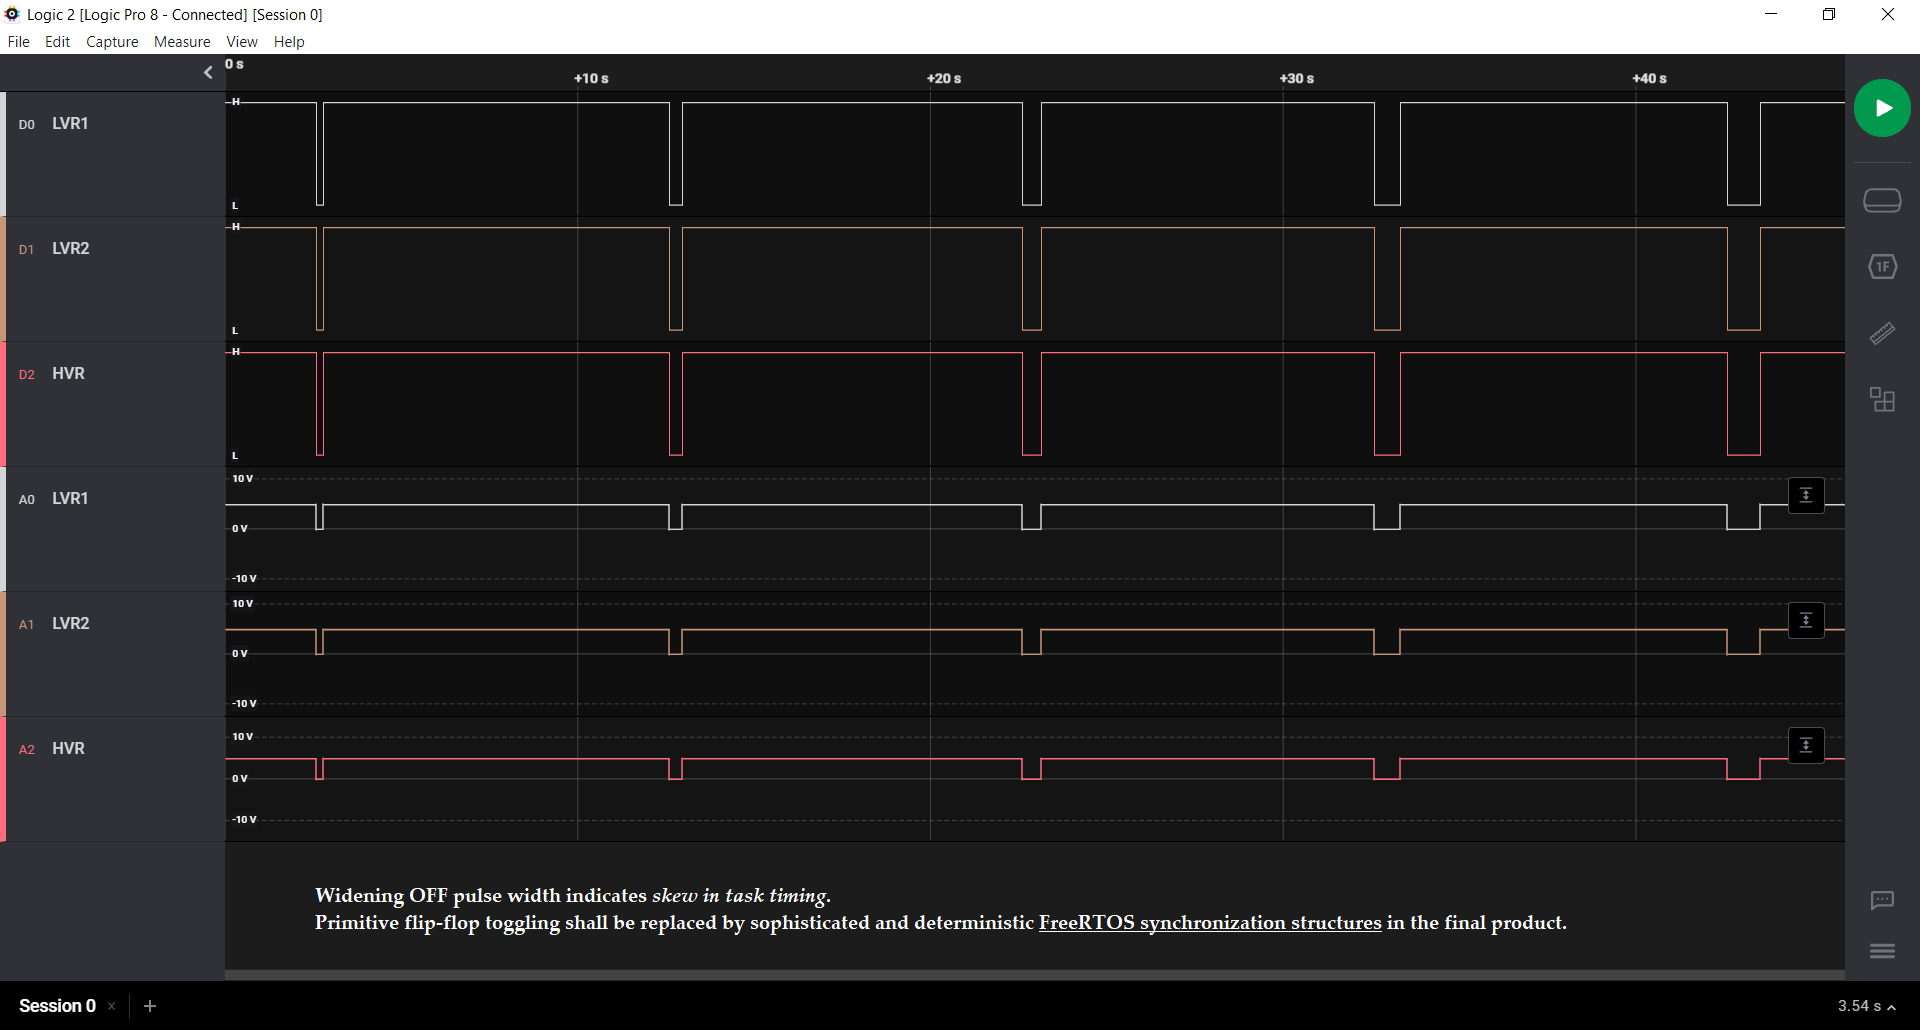 Logic 2 [Logic Pro 8 - Connected] [Session 0]
File Edit Capture Measure View Help
0 s
+10 s +20 s +30 s +40 s
D0 LVR1
H
L
D1 LVR2
H
L
D2 HVR
H
L
A0 LVR1
10 V
0 V
-10 V
A1 LVR2
10 V
0 V
-10 V
A2 HVR
10 V
0 V
-10 V
1F
Widening OFF pulse width indicates skew in task timing.
Primitive flip-flop toggling shall be replaced by sophisticated and deterministic FreeRTOS synchronization structures in the final product.
Session 0
3.54 s